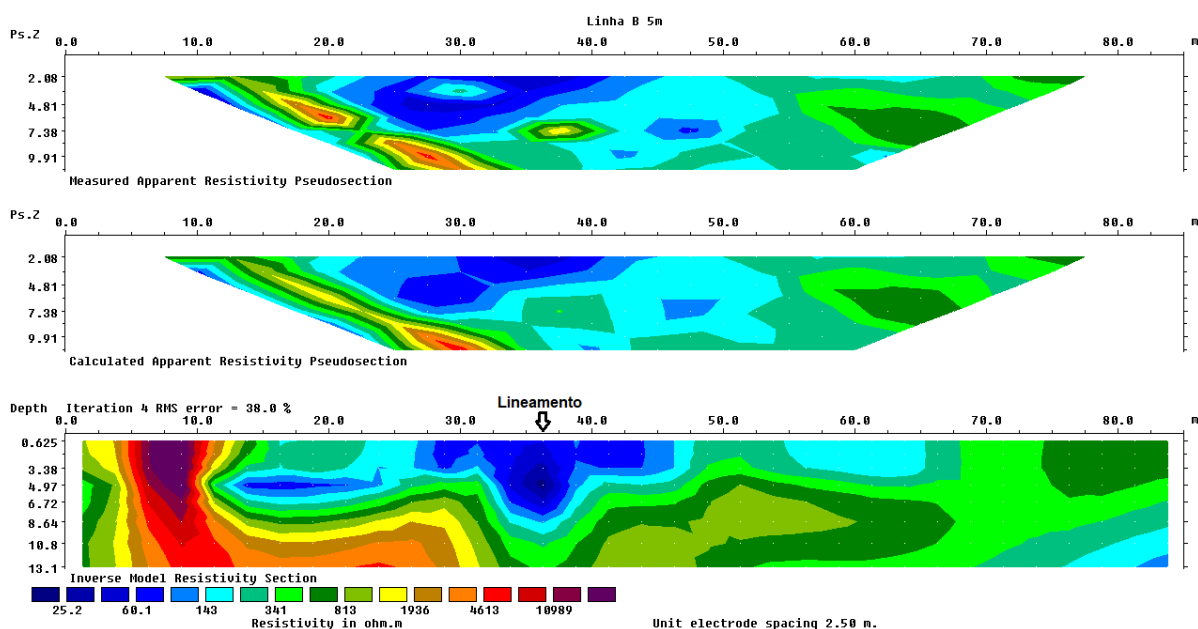 Linha B 5m
Ps.Z 0.0 10.0 20.0 30.0 40.0 50.0 60.0 70.0 80.0 m
2.08
4.81
7.38
9.91
Measured Apparent Resistivity Pseudosection
Ps.Z 0.0 10.0 20.0 30.0 40.0 50.0 60.0 70.0 80.0 m
2.08
4.81
7.38
9.91
Calculated Apparent Resistivity Pseudosection
Lineamento
Depth Iteration 4 RMS error = 38.0 %
0.0 10.0 20.0 30.0 40.0 50.0 60.0 70.0 80.0 m
0.625
3.38
4.97
6.72
8.64
10.8
13.1
Inverse Model Resistivity Section
25.2 60.1 143 341 813 1936 4613 10989
Resistivity in ohm.m Unit electrode spacing 2.50 m.